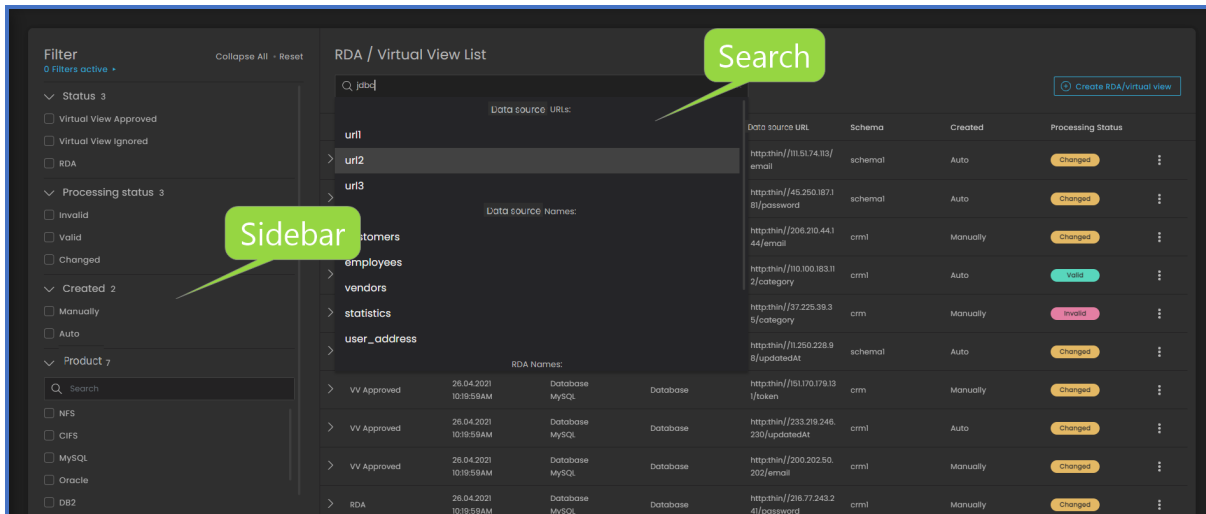 Filter
Collapse All • Reset
0 Filters active
Status 3
Virtual View Approved
Virtual View Ignored
RDA
Processing status 3
Invalid
Valid
Changed
Created 2
Manually
Auto
Product 7
Search
NFS
CIFS
MySQL
Oracle
DB2
Sidebar
RDA / Virtual View List
Search
jdbc
Create RDA/virtual view
Data source URLs:
url1
url2
url3
Data source Names:
employees
vendors
statistics
user_address
RDA Names:
Data source URL Schema Created Processing Status
http:thin//111.51.74.113/
email
schema1 Auto Changed
http:thin//45.250.187.1
81/password
schema1 Auto Changed
http:thin//206.210.44.1
44/email
crm1 Manually Changed
http:thin//110.100.183.11
2/category
crm1 Auto Valid
http:thin//37.225.39.3
5/category
crm Manually Invalid
http:thin//11.250.228.9
8/updatedAt
schema1 Auto Changed
VV Approved 26.04.2021 10:19:59AM Database MySQL Database http:thin//151.170.179.13
1/token
crm Manually Changed
VV Approved 26.04.2021 10:19:59AM Database MySQL Database http:thin//233.219.246.
230/updatedAt
crm1 Auto Changed
VV Approved 26.04.2021 10:19:59AM Database MySQL Database http:thin//200.202.50.
202/email
crm1 Manually Changed
RDA 26.04.2021 10:19:59AM Database MySQL Database http:thin//216.77.243.2
41/password
crm1 Manually Changed